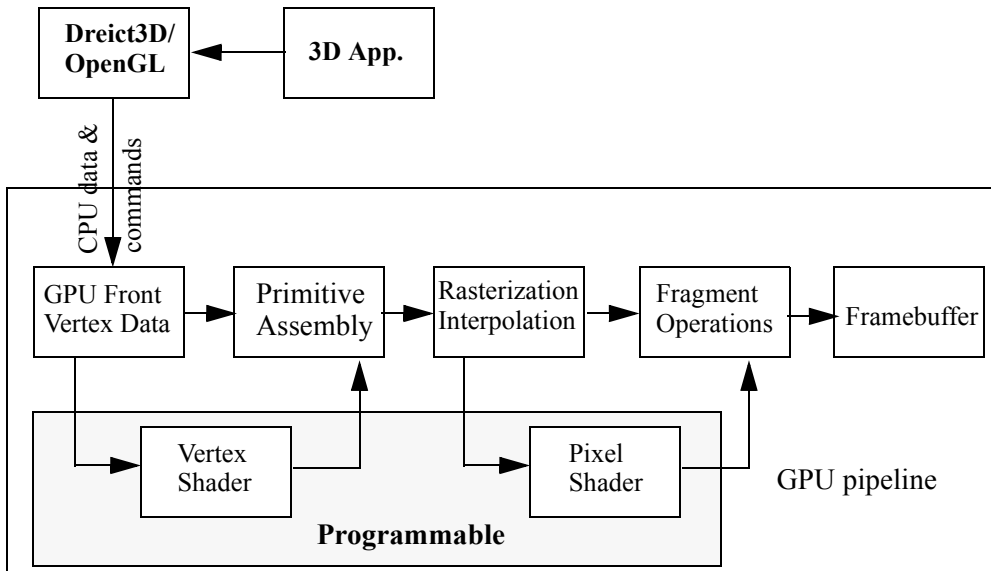 Dreict3D/
OpenGL
3D App.
CPU data &
commands
GPU Front
Vertex Data
Primitive
Assembly
Rasterization
Interpolation
Fragment
Operations
Framebuffer
Vertex
Shader
Pixel
Shader
GPU pipeline
Programmable